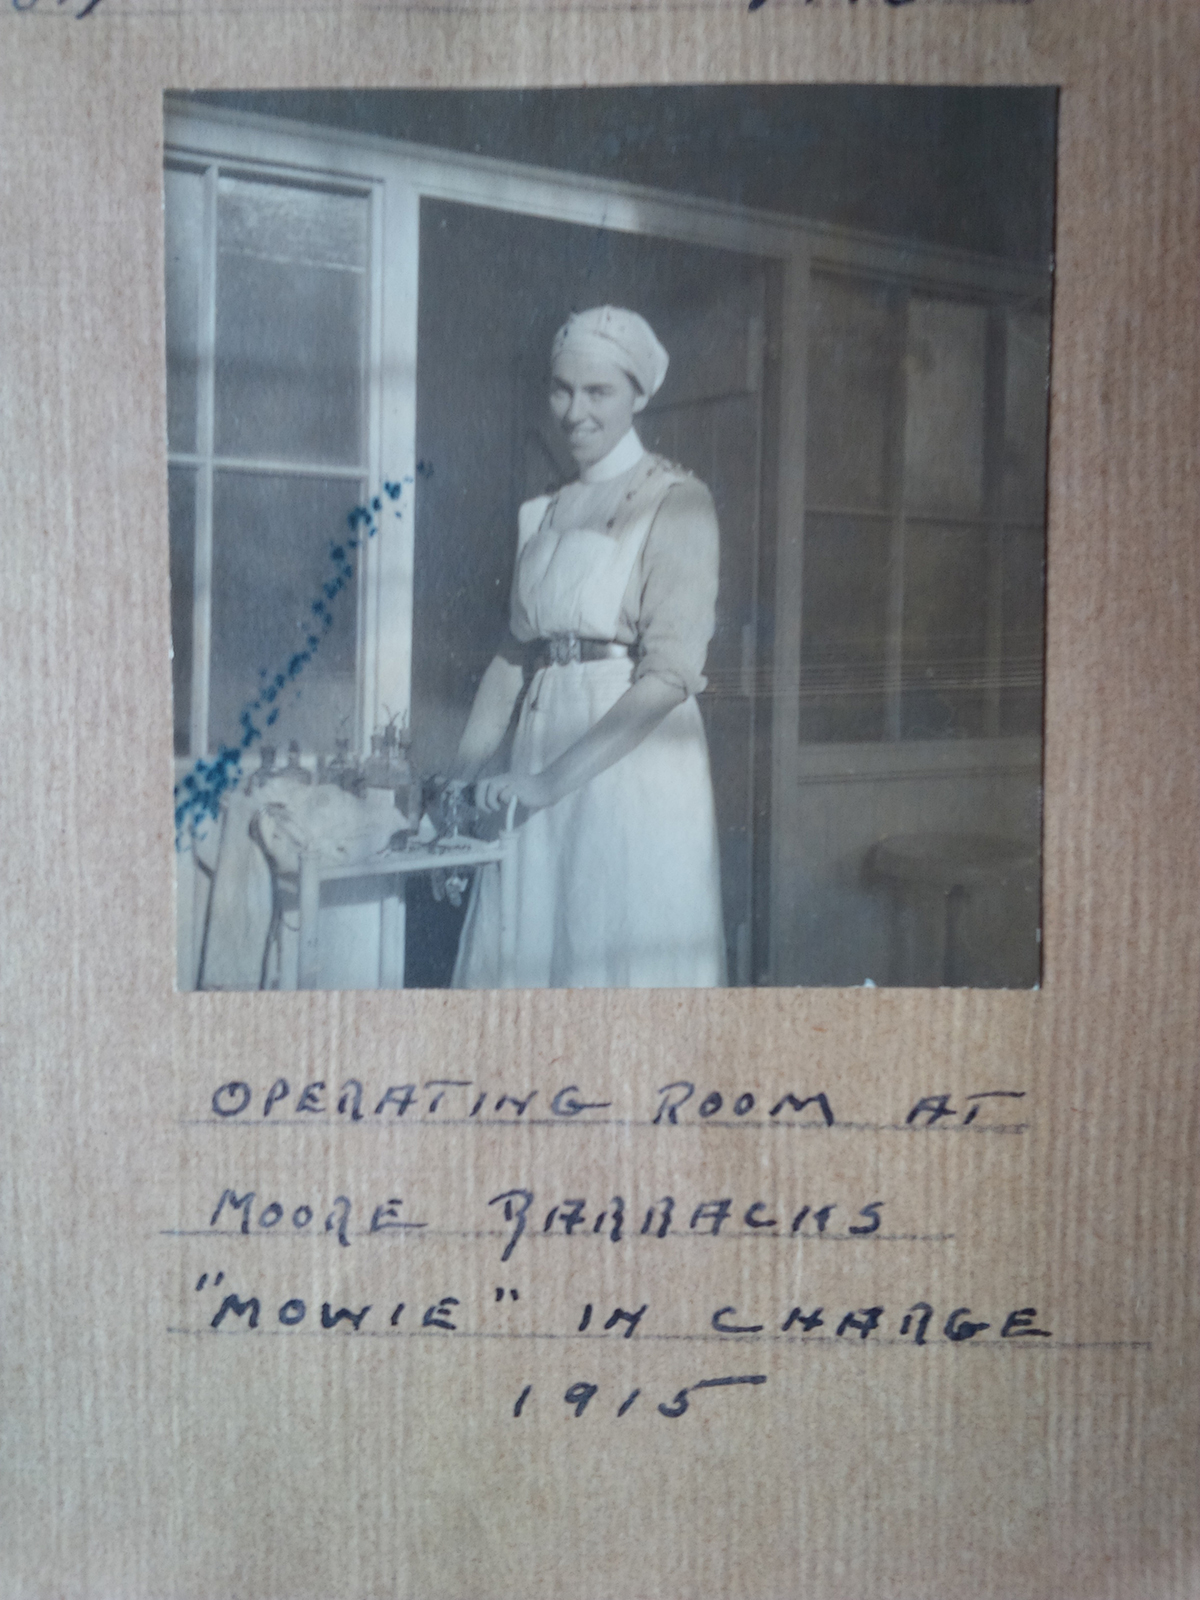 OPERATING ROOM AT
MOORE BARRACKS
"MOWIE" IN CHARGE
1915